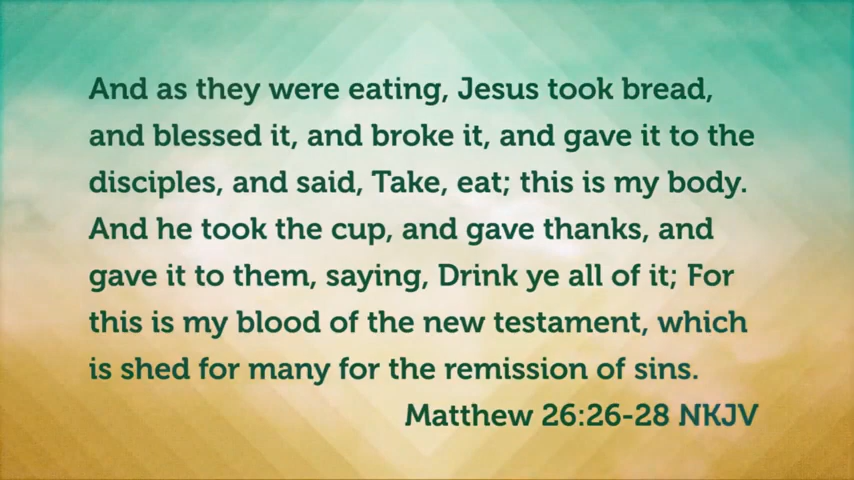 And as they were eating, Jesus took bread,
and blessed it, and broke it, and gave it to the
disciples, and said, Take, eat; this is my body.
And he took the cup, and gave thanks, and
gave it to them, saying, Drink ye all of it; For
this is my blood of the new testament, which
is shed for many for the remission of sins.
Matthew 26:26-28 NKJV